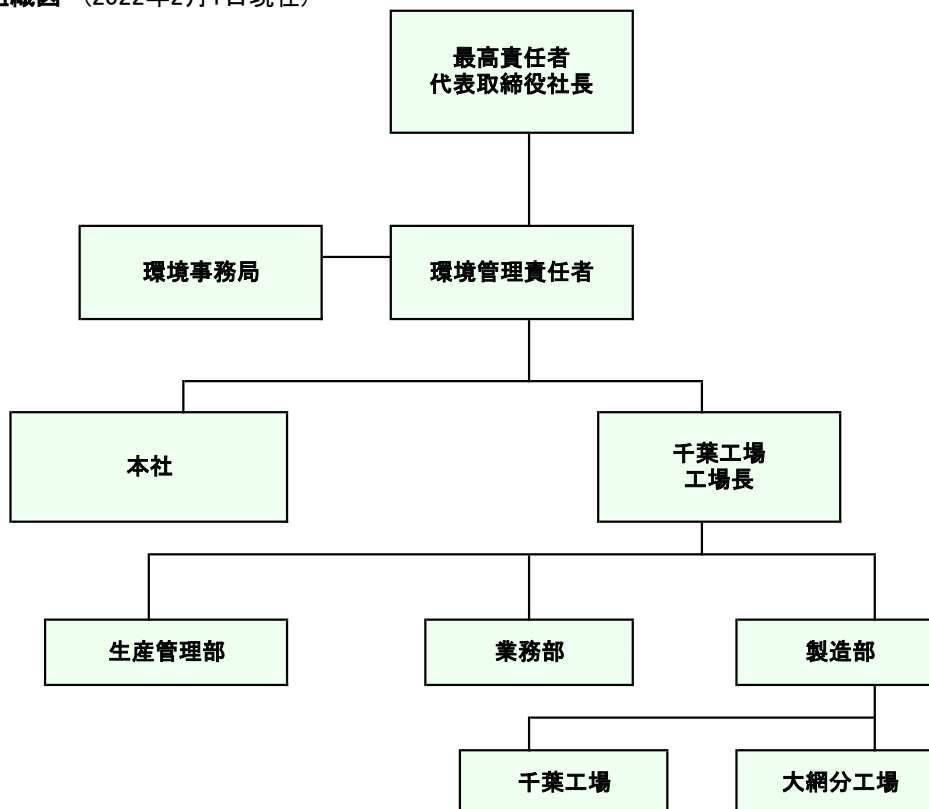 組織図 （2022年2月1日現在）
最高責任者
代表取締役社長
環境事務局
環境管理責任者
本社
千葉工場
工場長
生産管理部
業務部
製造部
千葉工場
大網分工場